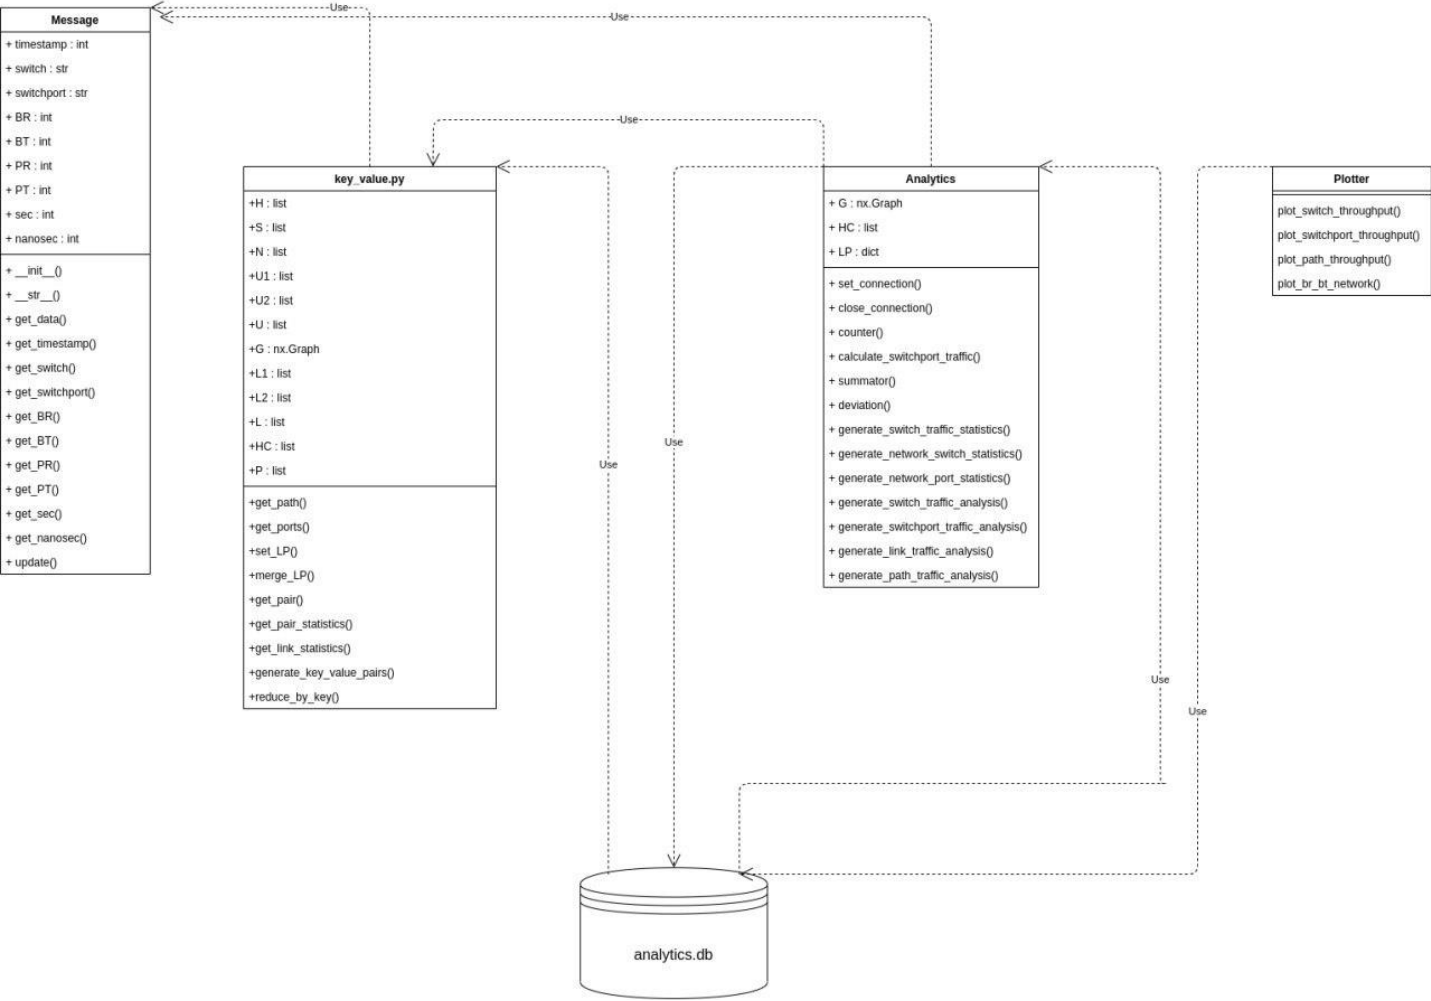 Message
+ timestamp : int
+ switch : str
+ switchport : str
+ BR : int
+ BT : int
+ PR : int
+ PT : int
+ sec : int
+ nanosec : int
+ __init__()
+ __str__()
+ get_data()
+ get_timestamp()
+ get_switch()
+ get_switchport()
+ get_BR()
+ get_BT()
+ get_PR()
+ get_PT()
+ get_sec()
+ get_nanosec()
+ update()
Use
Use
Use
key_value.py
+H : list
+S : list
+N : list
+U1 : list
+U2 : list
+U : list
+G : nx.Graph
+L1 : list
+L2 : list
+L : list
+HC : list
+P : list
+get_path()
+get_ports()
+set_LP()
+merge_LP()
+get_pair()
+get_pair_statistics()
+get_link_statistics()
+generate_key_value_pairs()
+reduce_by_key()
Use
Use
Analytics
+ G : nx.Graph
+ HC : list
+ LP : dict
+ set_connection()
+ close_connection()
+ counter()
+ calculate_switchport_traffic()
+ summator()
+ deviation()
+ generate_switch_traffic_statistics()
+ generate_network_switch_statistics()
+ generate_network_port_statistics()
+ generate_switch_traffic_analysis()
+ generate_switchport_traffic_analysis()
+ generate_link_traffic_analysis()
+ generate_path_traffic_analysis()
Use
Use
Plotter
plot_switch_throughput()
plot_switchport_throughput()
plot_path_throughput()
plot_br_bt_network()
analytics.db